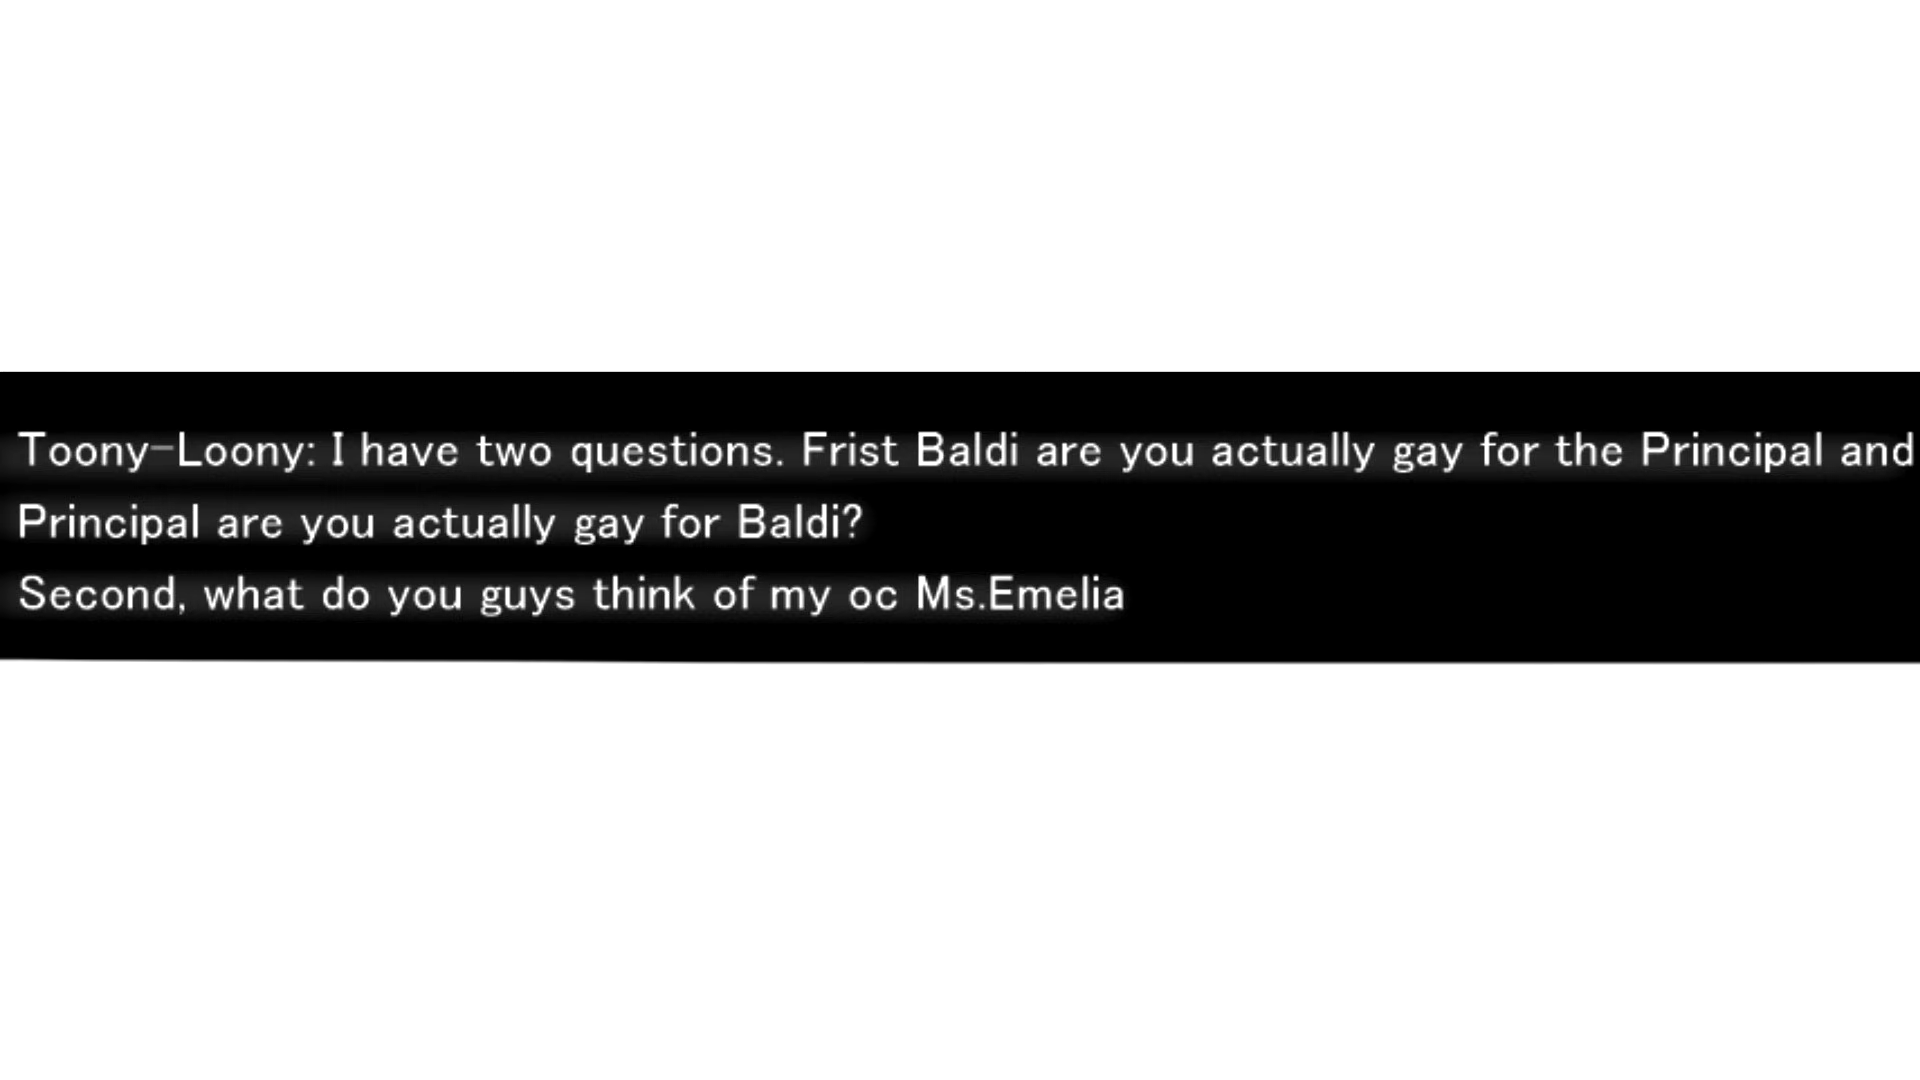 Toony-Loony: I have two questions. Frist Baldi are you actually gay for the Principal and
Principal are you actually gay for Baldi?
Second, what do you guys think of my oc Ms.Emelia